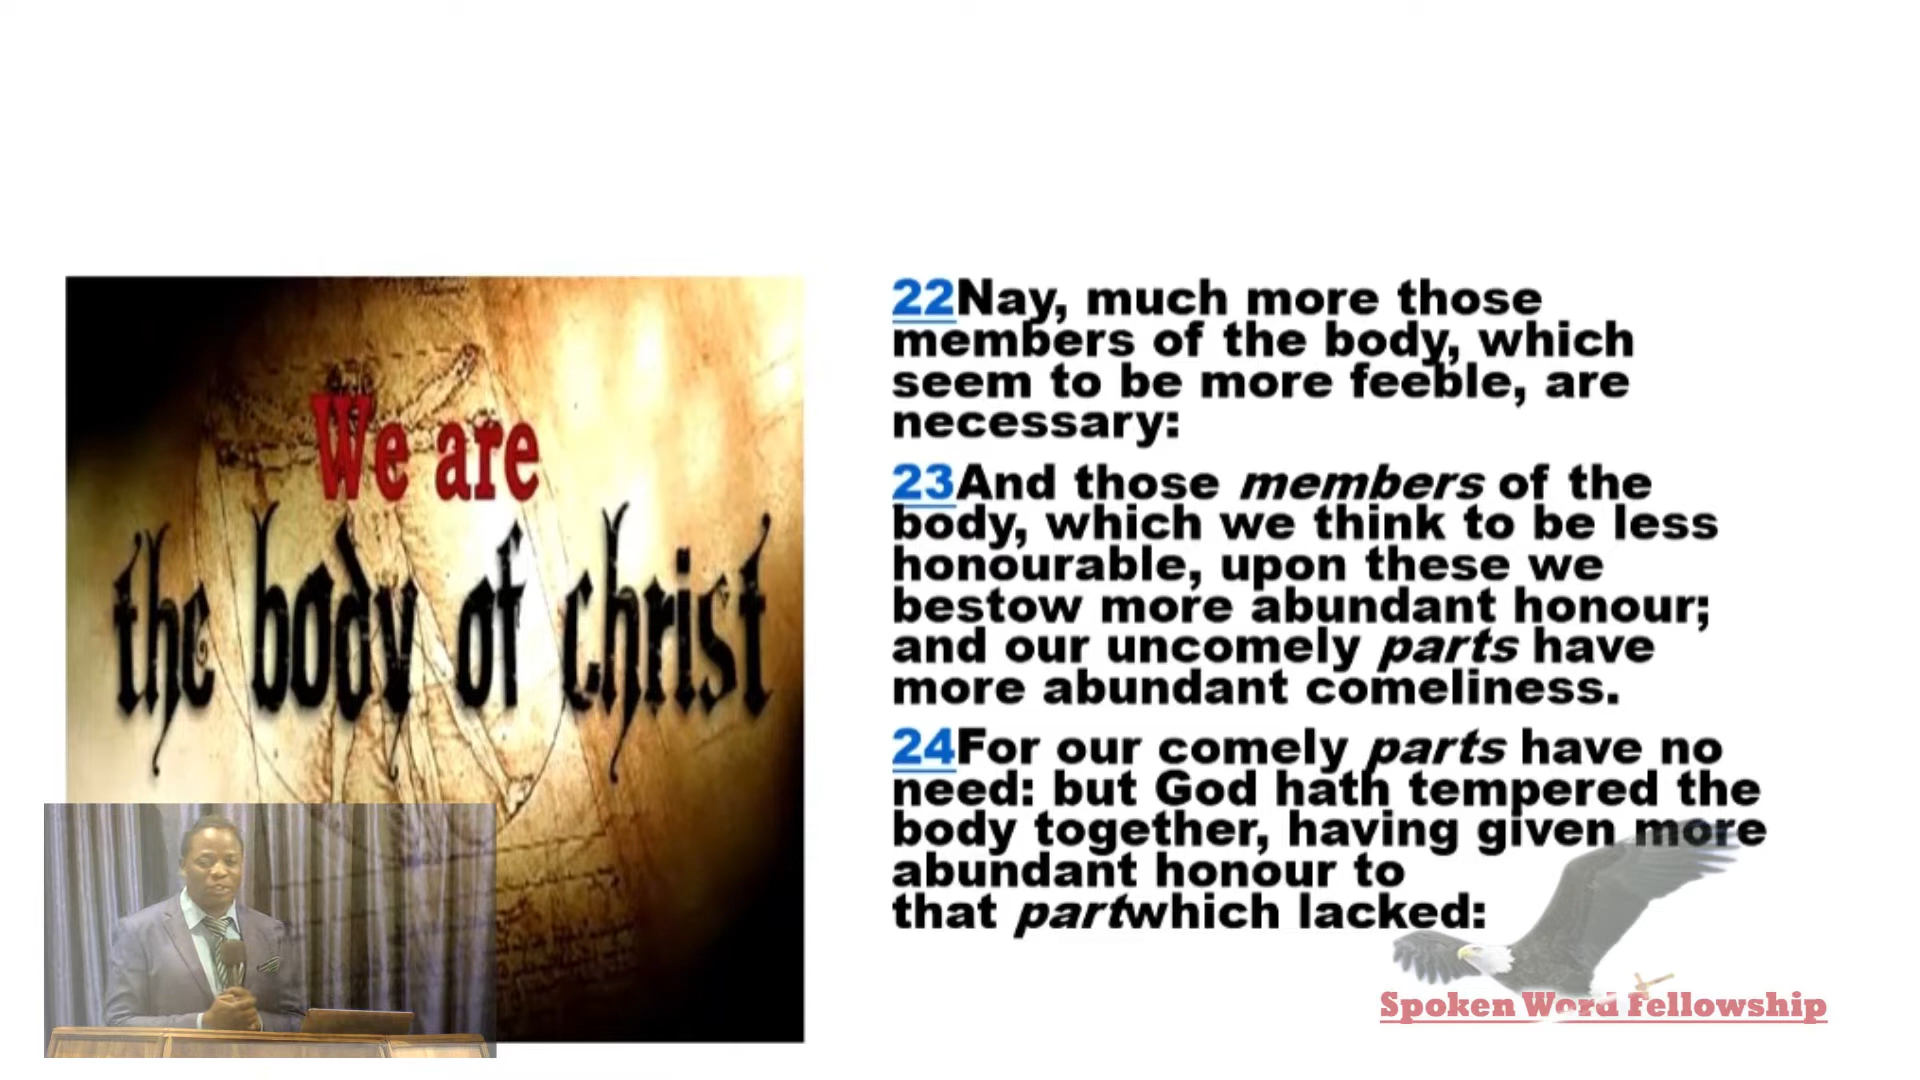 We are
the body of christ
22Nay, much more those
members of the body, which
seem to be more feeble, are
necessary:
23And those members of the
body, which we think to be less
honourable, upon these we
bestow more abundant honour;
and our uncomely parts have
more abundant comeliness.
24For our comely parts have no
need: but God hath tempered the
body together, having given more
abundant honour to
that partwhich lacked:
Spoken Word Fellowship